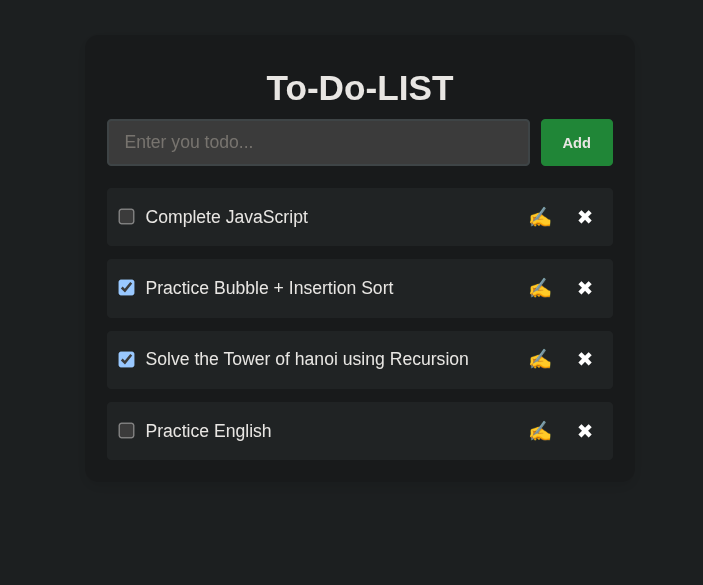 To-Do-LIST
Enter you todo...
Add
Complete JavaScript
Practice Bubble + Insertion Sort
Solve the Tower of hanoi using Recursion
Practice English